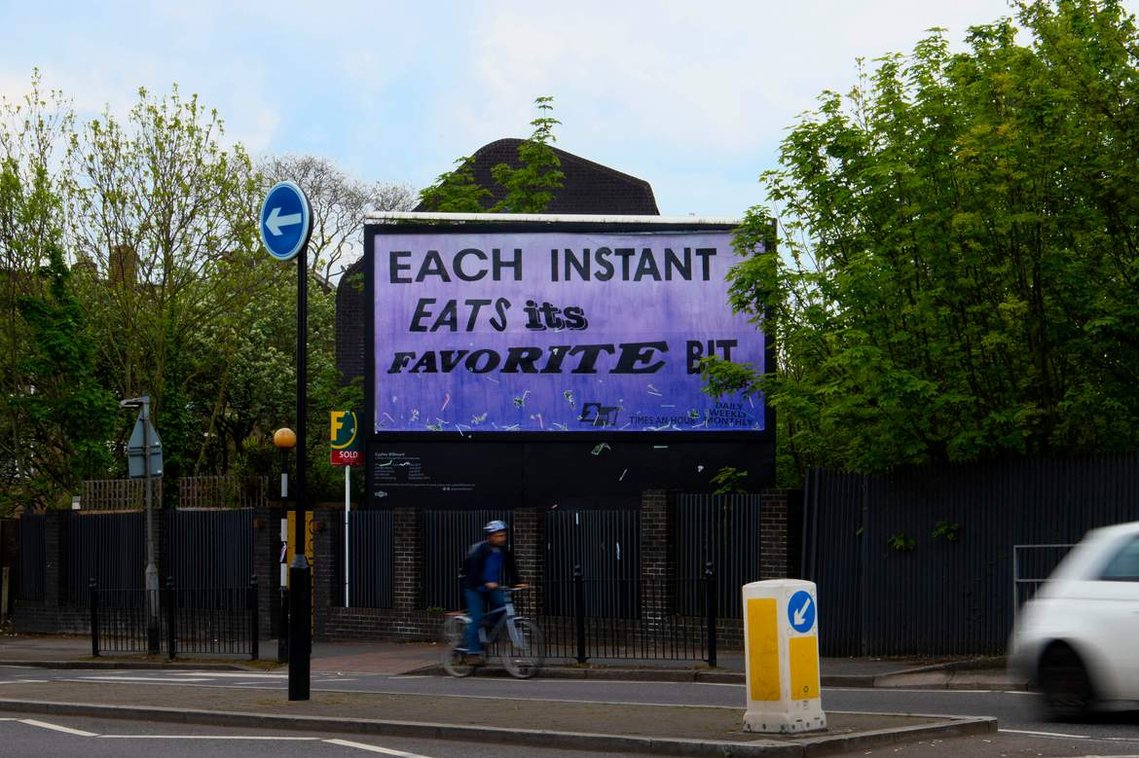 EACH INSTANT
EATS its
FAVORITE BIT
TIMES AN HOUR
DAILY
WEEKLY
MONTHLY
SOLD